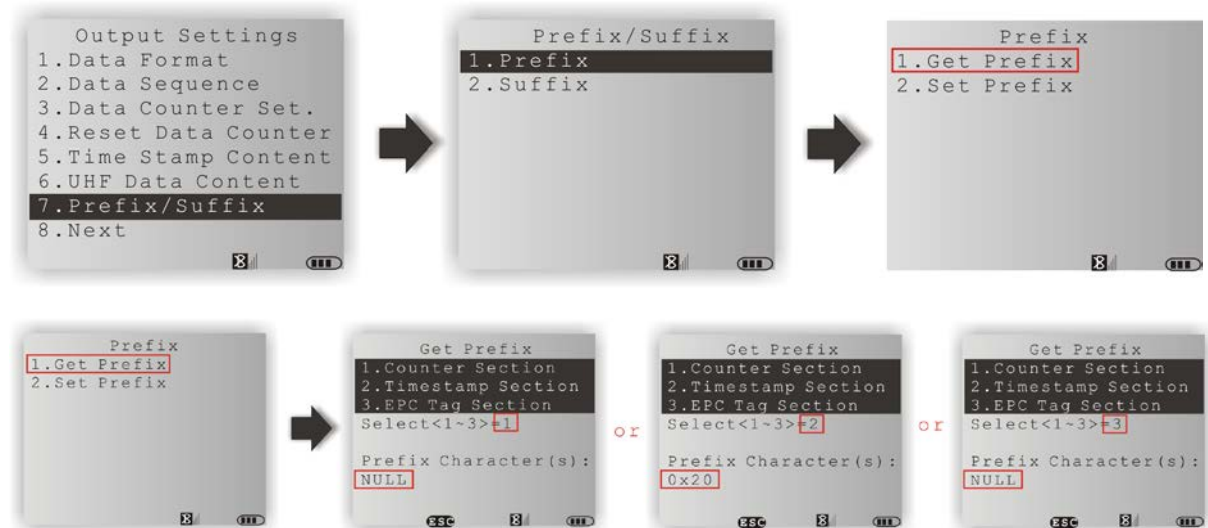 Output Settings
1.Data Format
2.Data Sequence
3.Data Counter Set.
4.Reset Data Counter
5.Time Stamp Content
6.UHF Data Content
7.Prefix/Suffix
8.Next
Prefix/Suffix
1.Prefix
2.Suffix
Prefix
1.Get Prefix
2.Set Prefix
Prefix
1.Get Prefix
2.Set Prefix
Get Prefix
1.Counter Section
2.Timestamp Section
3.EPC Tag Section
Select<1~3>=1
Prefix Character(s):
NULL
ESC
or
Get Prefix
1.Counter Section
2.Timestamp Section
3.EPC Tag Section
Select<1~3>=2
Prefix Character(s):
0x20
ESC
or
Get Prefix
1.Counter Section
2.Timestamp Section
3.EPC Tag Section
Select<1~3>=3
Prefix Character(s):
NULL
ESC